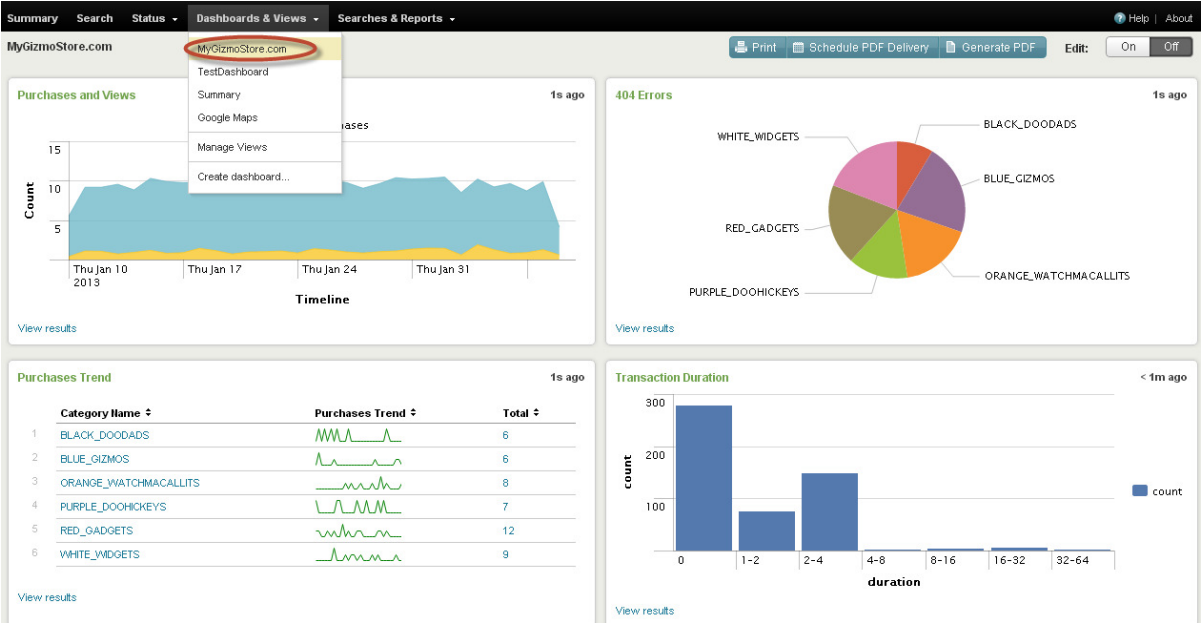 Summary Search Status Dashboards & Views Searches & Reports Help | About
MyGizmoStore.com
Print Schedule PDF Delivery Generate PDF Edit: On Off
MyGizmoStore.com
TestDashboard
Summary
Google Maps
Manage Views
Create dashboard...
Purchases and Views 1s ago
hases
15
10
5
Count
Thu Jan 10 Thu Jan 17 Thu Jan 24 Thu Jan 31
2013
Timeline
View results
404 Errors 1s ago
BLACK_DOODADS
WHITE_WIDGETS
BLUE_GIZMOS
RED_GADGETS
ORANGE_WATCHMACALLITS
PURPLE_DOOHICKEYS
View results
Purchases Trend 1s ago
Category Name Purchases Trend Total
1 BLACK_DOODADS 6
2 BLUE_GIZMOS 6
3 ORANGE_WATCHMACALLITS 8
4 PURPLE_DOOHICKEYS 7
5 RED_GADGETS 12
6 WHITE_WIDGETS 9
View results
Transaction Duration < 1m ago
300
200
100
count
count
0 1-2 2-4 4-8 8-16 16-32 32-64
duration
View results